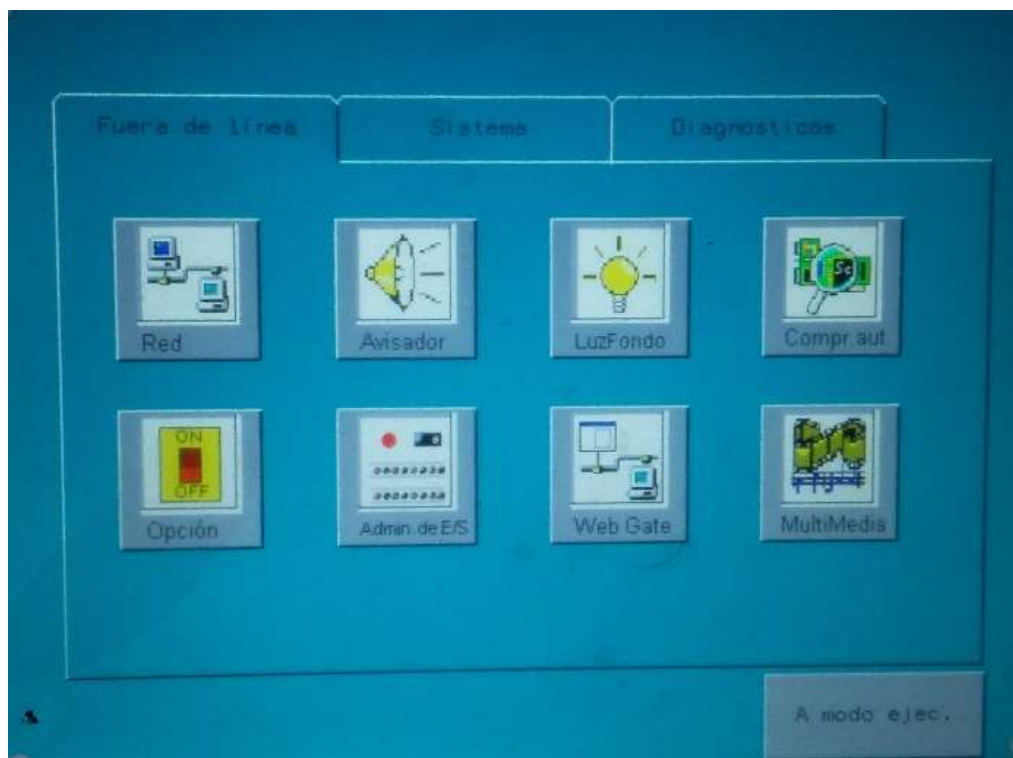 Fuera de línea Sistema Diagnósticos
Red Avisador LuzFondo Compr.aut
ON
OFF
Opción Admin.de E/S Web Gate MultiMedia
A modo ejec.